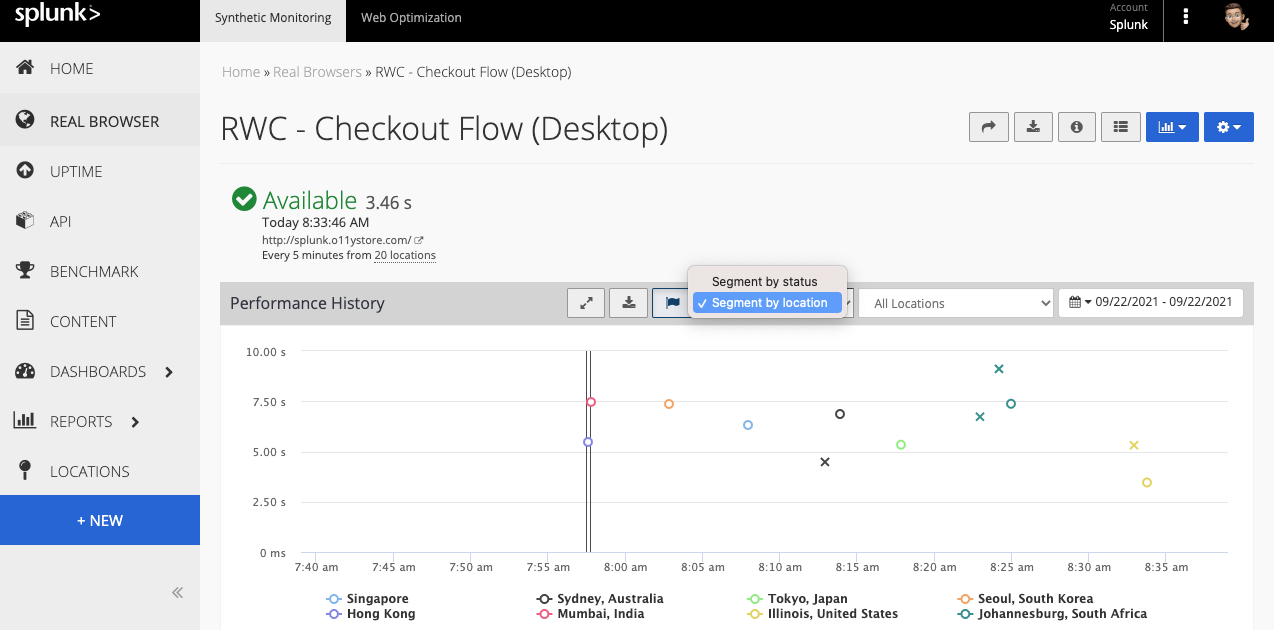 splunk>
Synthetic Monitoring
Web Optimization
Account
Splunk
HOME
REAL BROWSER
UPTIME
API
BENCHMARK
CONTENT
DASHBOARDS
REPORTS
LOCATIONS
+ NEW
«
Home » Real Browsers » RWC - Checkout Flow (Desktop)
RWC - Checkout Flow (Desktop)
Available 3.46 s
Today 8:33:46 AM
http://splunk.o11ystore.com/
Every 5 minutes from 20 locations
Performance History
Segment by status
✓ Segment by location
All Locations
09/22/2021 - 09/22/2021
10.00 s
7.50 s
5.00 s
2.50 s
0 ms
7:40 am 7:45 am 7:50 am 7:55 am 8:00 am 8:05 am 8:10 am 8:15 am 8:20 am 8:25 am 8:30 am 8:35 am
Singapore Sydney, Australia Tokyo, Japan Seoul, South Korea
Hong Kong Mumbai, India Illinois, United States Johannesburg, South Africa